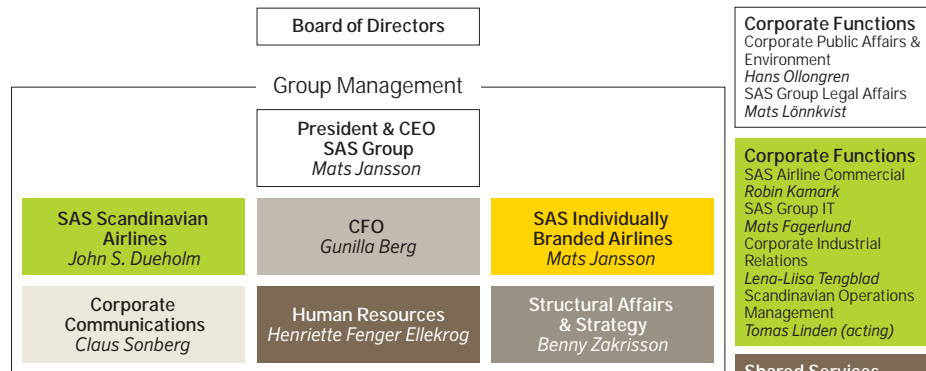 Board of Directors
Group Management
President & CEO
SAS Group
Mats Jansson
SAS Scandinavian
Airlines
John S. Dueholm
CFO
Gunilla Berg
SAS Individually
Branded Airlines
Mats Jansson
Corporate
Communications
Claus Sonberg
Human Resources
Henriette Fenger Ellekrog
Structural Affairs
& Strategy
Benny Zakrisson
Corporate Functions
Corporate Public Affairs &
Environment
Hans Ollongren
SAS Group Legal Affairs
Mats Lönnkvist
Corporate Functions
SAS Airline Commercial
Robin Kamark
SAS Group IT
Mats Fagerlund
Corporate Industrial
Relations
Lena-Liisa Tengblad
Scandinavian Operations
Management
Tomas Linden (acting)
Shared Services